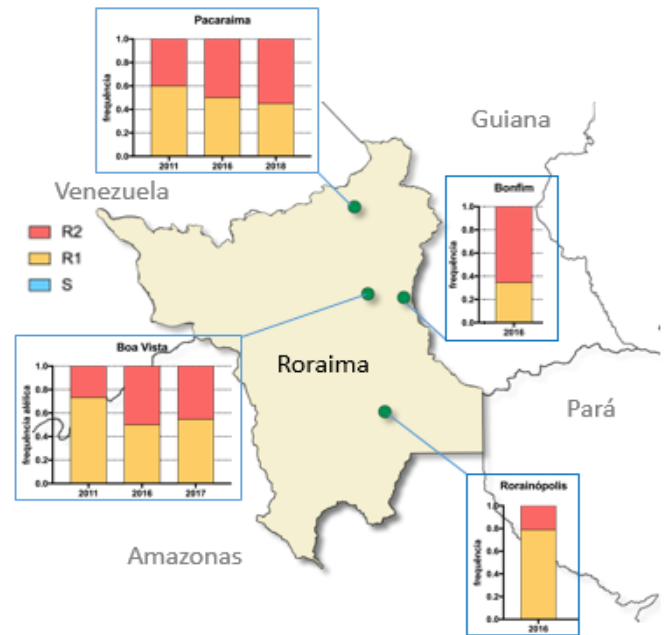 Pacaraima
frequência
1.0
0.8
0.6
0.4
0.2
0.0
2011 2016 2018
Guiana
Venezuela
R2
R1
S
Bonfim
frequência
1.0
0.8
0.6
0.4
0.2
0.0
2016
Boa Vista
frequência alélica
1.0
0.8
0.6
0.4
0.2
0.0
2011 2016 2017
Roraima
Pará
Amazonas
Rorainópolis
frequência
1.0
0.8
0.6
0.4
0.2
0.0
2016